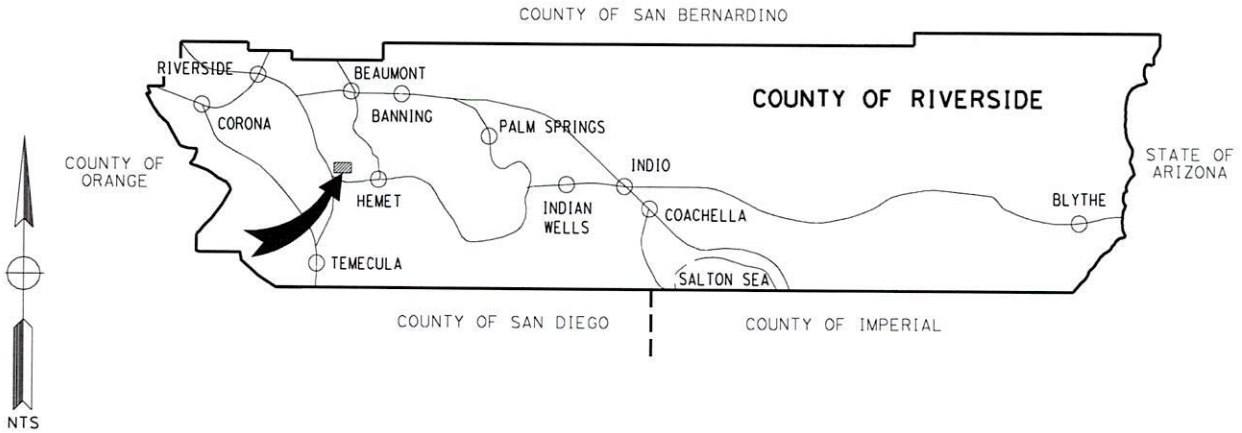 COUNTY OF SAN BERNARDINO
RIVERSIDE
BEAUMONT
BANNING
CORONA
COUNTY OF RIVERSIDE
PALM SPRINGS
COUNTY OF
ORANGE
STATE OF
ARIZONA
HEMET
INDIO
INDIAN
WELLS
COACHELLA
BLYTHE
TEMECULA
SALTON SEA
COUNTY OF SAN DIEGO
COUNTY OF IMPERIAL
NTS